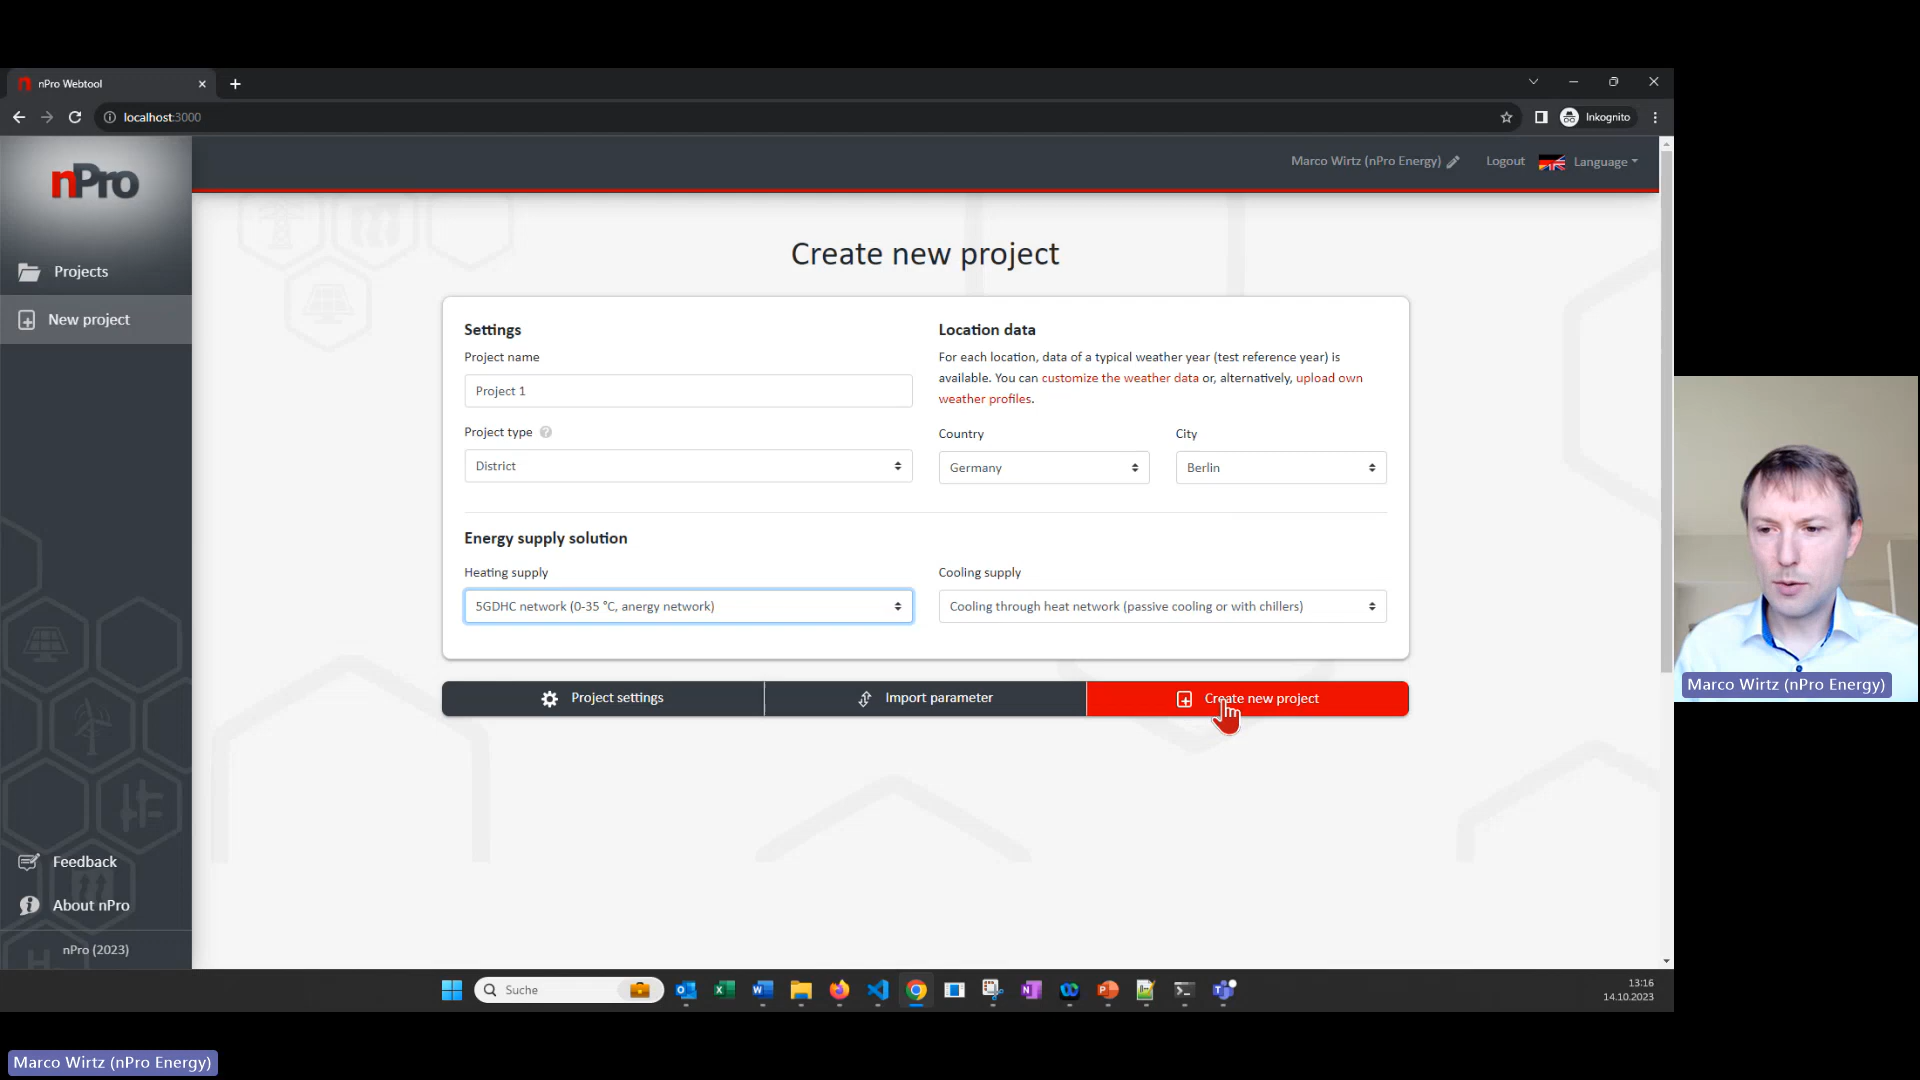 nPro Webtool
localhost:3000
Inkognito
nPro
Marco Wirtz (nPro Energy)
Logout
Language
Projects
New project
Create new project
Settings
Project name
Project 1
Project type
District
Location data
For each location, data of a typical weather year (test reference year) is
available. You can customize the weather data or, alternatively, upload own
weather profiles.
Country
City
Germany
Berlin
Energy supply solution
Heating supply
5GDHC network (0-35 °C, anergy network)
Cooling supply
Cooling through heat network (passive cooling or with chillers)
Project settings
Import parameter
Create new project
Marco Wirtz (nPro Energy)
Feedback
About nPro
nPro (2023)
Suche
13:16
14.10.2023
Marco Wirtz (nPro Energy)